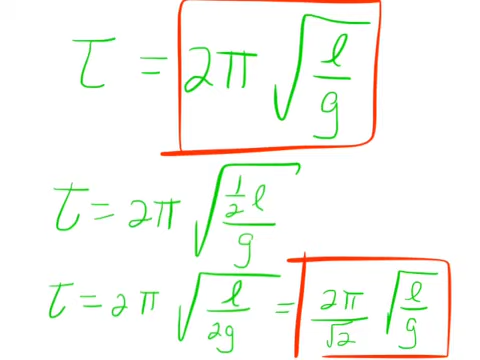 τ = 2π √(l/g)
τ = 2π √(½l/g)
τ = 2π √(l/2g) = 2π/√2 √(l/g)